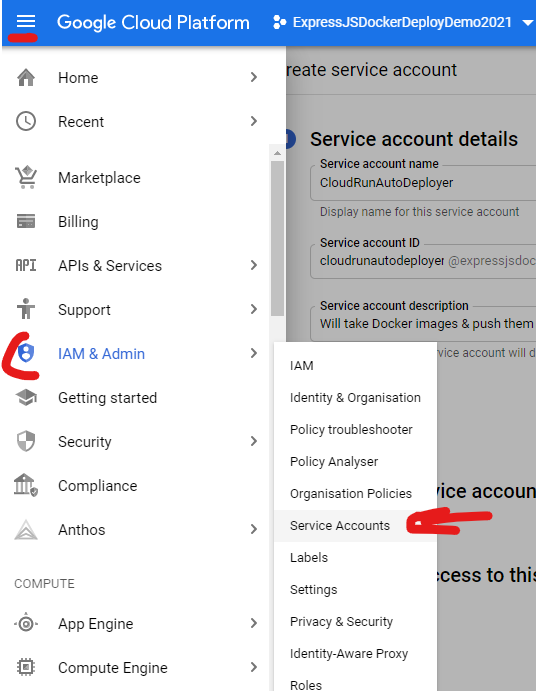 Google Cloud Platform
ExpressJSDockerDeployDemo2021
Home
Recent
Marketplace
Billing
API APIs & Services
Support
IAM & Admin
Getting started
Security
Compliance
Anthos
COMPUTE
App Engine
Compute Engine
IAM
Identity & Organisation
Policy troubleshooter
Policy Analyser
Organisation Policies
Service Accounts
Labels
Settings
Privacy & Security
Identity-Aware Proxy
Roles
reate service account
Service account details
Service account name
CloudRunAutoDeployer
Display name for this service account
Service account ID
cloudrunautodeployer @expressjsdoc
Service account description
Will take Docker images & push them
rvice account will d
vice accoun
ccess to this